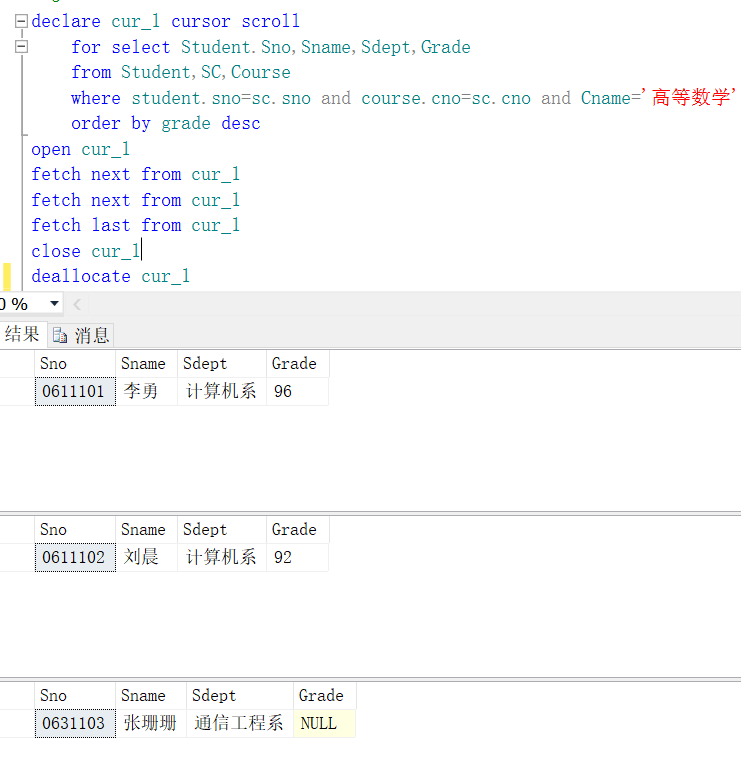 declare cur_1 cursor scroll
for select Student.Sno,Sname,Sdept,Grade
from Student,SC,Course
where student.sno=sc.sno and course.cno=sc.cno and Cname='高等数学'
order by grade desc
open cur_1
fetch next from cur_1
fetch next from cur_1
fetch last from cur_1
close cur_1
deallocate cur_1
0 %
结果 消息
Sno Sname Sdept Grade
0611101 李勇 计算机系 96
Sno Sname Sdept Grade
0611102 刘晨 计算机系 92
Sno Sname Sdept Grade
0631103 张珊珊 通信工程系 NULL